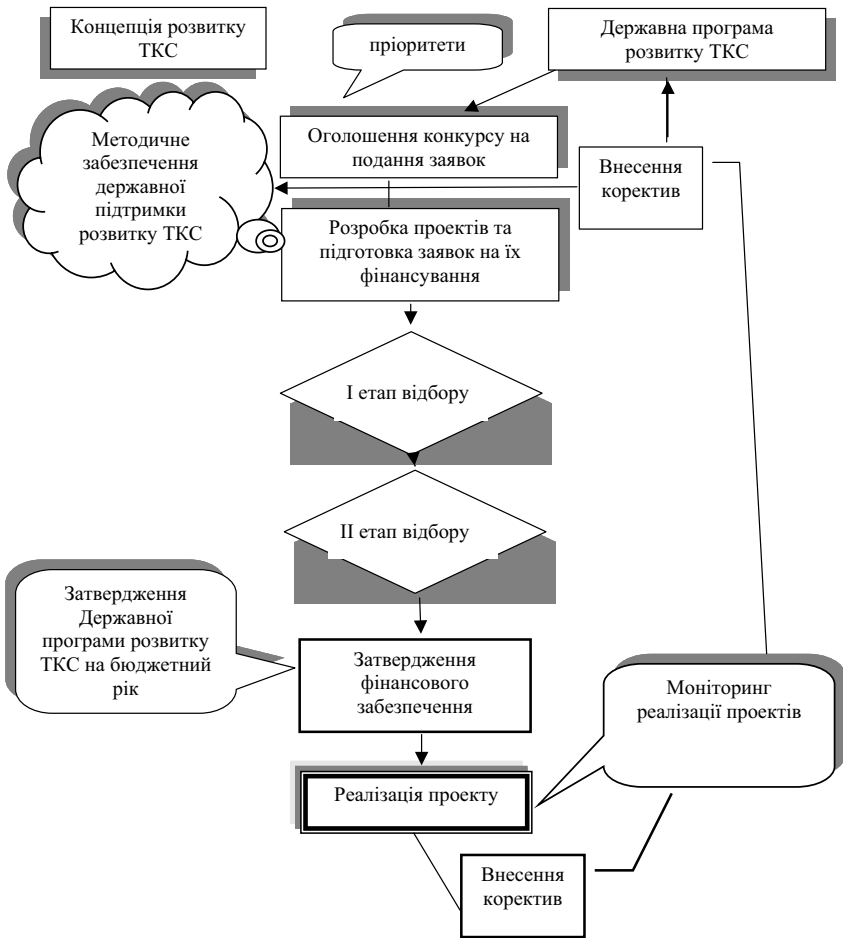 Концепція розвитку
ТКС
пріоритети
Державна програма
розвитку ТКС
Методичне
забезпечення
державної
підтримки
розвитку ТКС
Оголошення конкурсу на
подання заявок
Внесення
коректив
Розробка проектів та
підготовка заявок на їх
фінансування
І етап відбору
ІІ етап відбору
Затвердження
Державної
програми розвитку
ТКС на бюджетний
рік
Затвердження
фінансового
забезпечення
Моніторинг
реалізації проектів
Реалізація проекту
Внесення
коректив